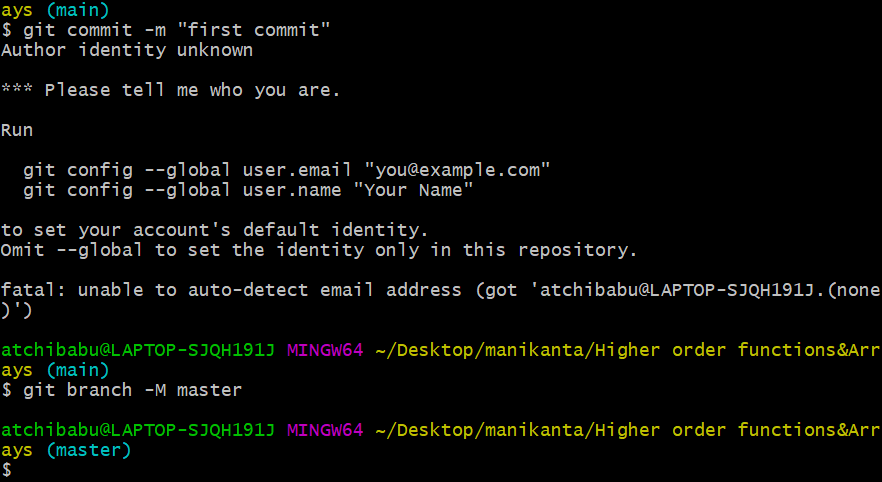 ays (main)
$ git commit -m "first commit"
Author identity unknown

*** Please tell me who you are.

Run

  git config --global user.email "you@example.com"
  git config --global user.name "Your Name"

to set your account's default identity.
Omit --global to set the identity only in this repository.

fatal: unable to auto-detect email address (got 'atchibabu@LAPTOP-SJQH191J.(none
)')

atchibabu@LAPTOP-SJQH191J MINGW64 ~/Desktop/manikanta/Higher order functions&Arr
ays (main)
$ git branch -M master

atchibabu@LAPTOP-SJQH191J MINGW64 ~/Desktop/manikanta/Higher order functions&Arr
ays (master)
$